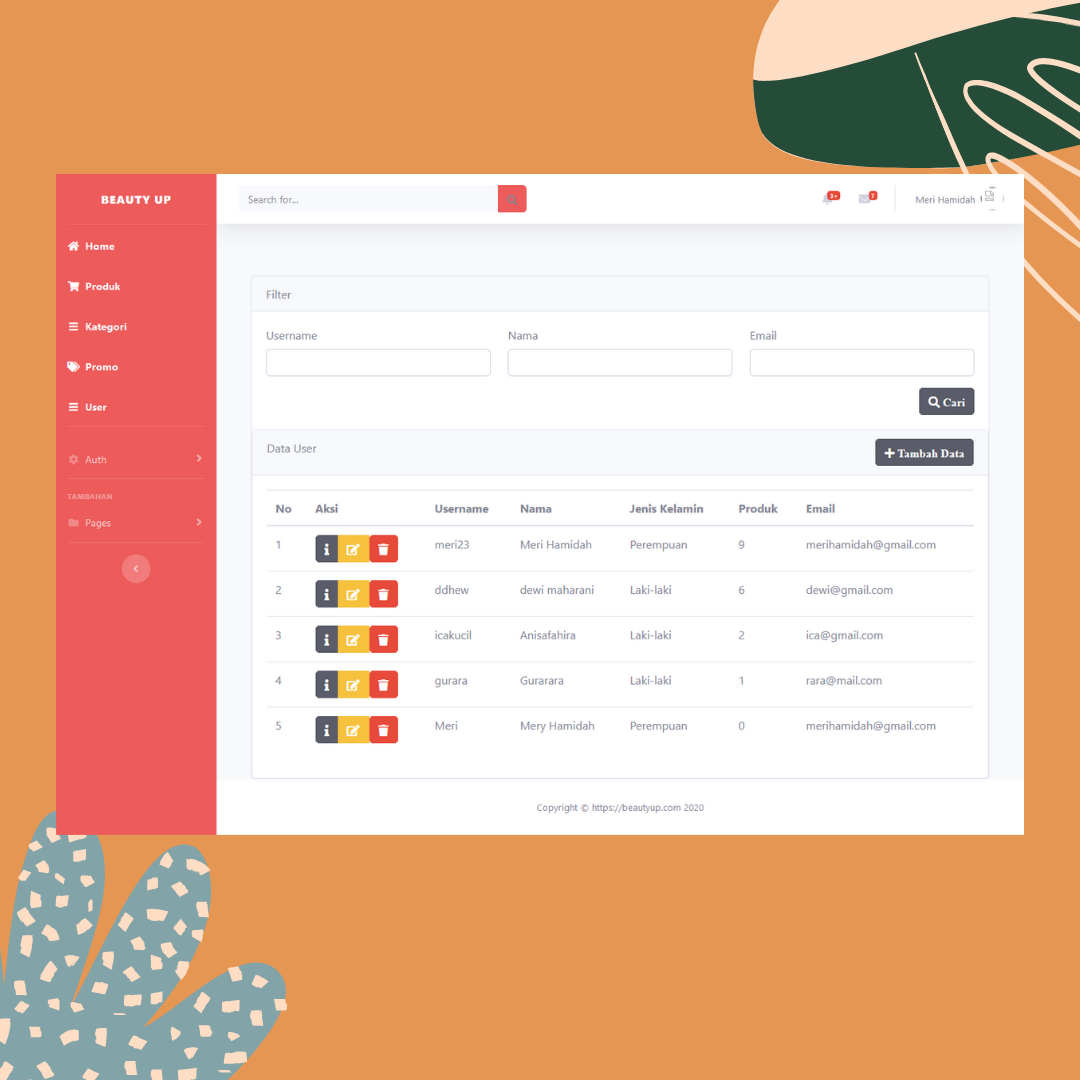 BEAUTY UP
Search for...
3+
7
Meri Hamidah
Home
Produk
Kategori
Promo
User
Auth
TAMBAHAN
Pages
Filter
Username Nama Email
Cari
Data User
Tambah Data
No Aksi Username Nama Jenis Kelamin Produk Email
1 meri23 Meri Hamidah Perempuan 9 merihamidah@gmail.com
2 ddhew dewi maharani Laki-laki 6 dewi@gmail.com
3 icakucil Anisafahira Laki-laki 2 ica@gmail.com
4 gurara Gurarara Laki-laki 1 rara@mail.com
5 Meri Mery Hamidah Perempuan 0 merihamidah@gmail.com
Copyright © https://beautyup.com 2020